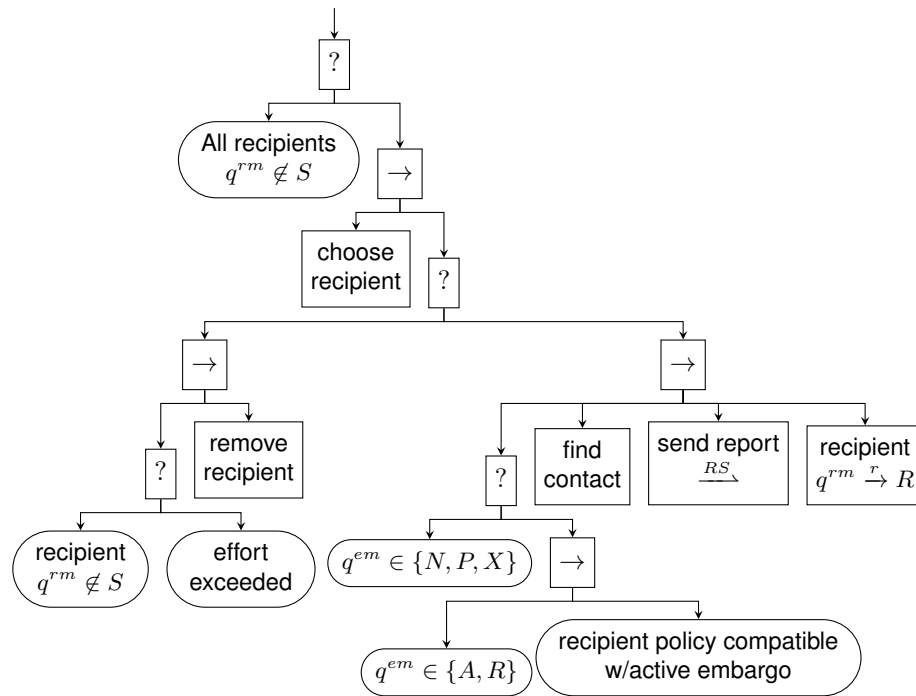 ?
All recipients
q^{rm} ∉ S
→
choose
recipient
?
→
→
?
remove
recipient
?
find
contact
send report
RS
recipient
q^{rm} \xrightarrow{r} R
recipient
q^{rm} ∉ S
effort
exceeded
q^{em} ∈ {N, P, X}
→
q^{em} ∈ {A, R}
recipient policy compatible
w/active embargo